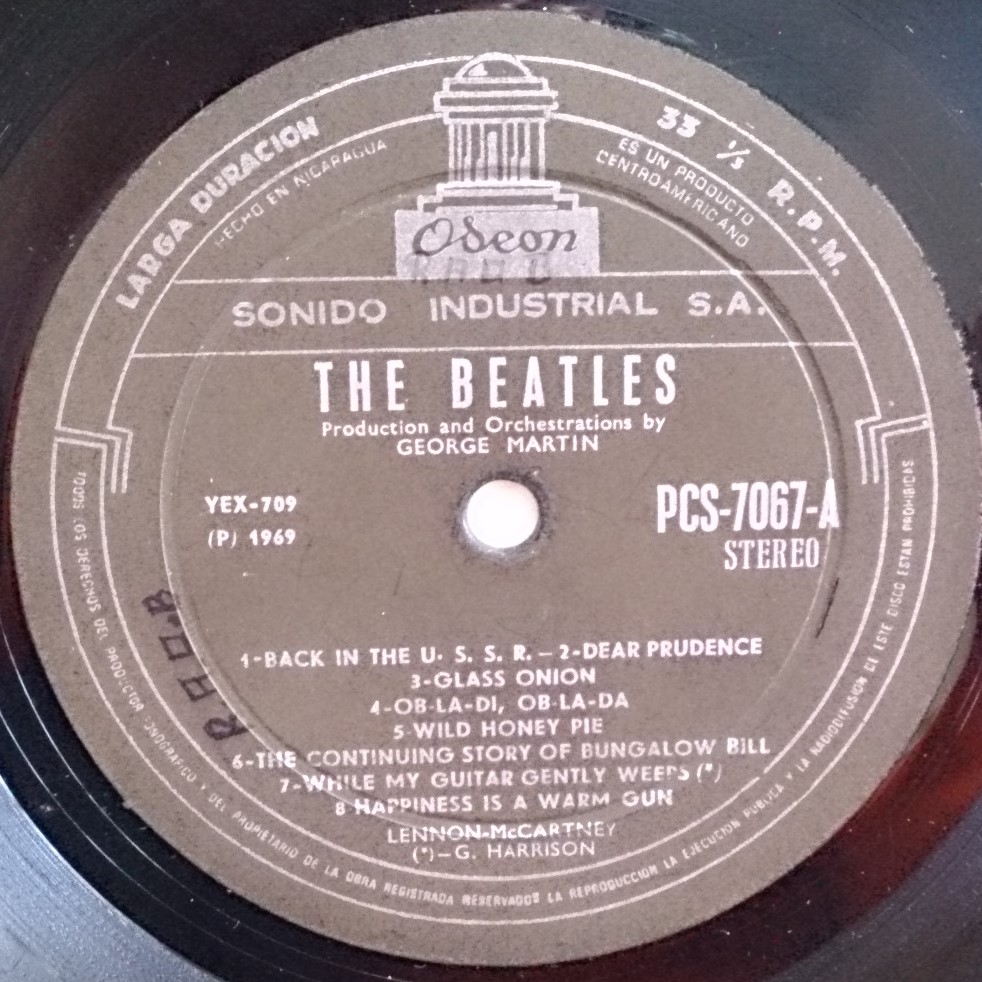 LARGA DURACION
HECHO EN NICARAGUA
33 ⅓ R.P.M.
ES UN PRODUCTO
CENTROAMERICANO
Odeon
SONIDO INDUSTRIAL S.A.
THE BEATLES
Production and Orchestrations by
GEORGE MARTIN
YEX-709
(P) 1969
PCS-7067-A
STEREO
1-BACK IN THE U. S. S. R. – 2-DEAR PRUDENCE
3-GLASS ONION
4-OB-LA-DI, OB-LA-DA
5-WILD HONEY PIE
6-THE CONTINUING STORY OF BUNGALOW BILL
7-WHILE MY GUITAR GENTLY WEEPS (*)
8 HAPPINESS IS A WARM GUN
LENNON-McCARTNEY
(*)–G. HARRISON
TODOS LOS DERECHOS DEL PRODUCTOR FONOGRAFICO Y DEL PROPIETARIO DE LA OBRA REGISTRADA RESERVADOS LA REPRODUCCION LA EJECUCION PUBLICA Y LA RADIODIFUSION DE ESTE DISCO ESTAN PROHIBIDAS